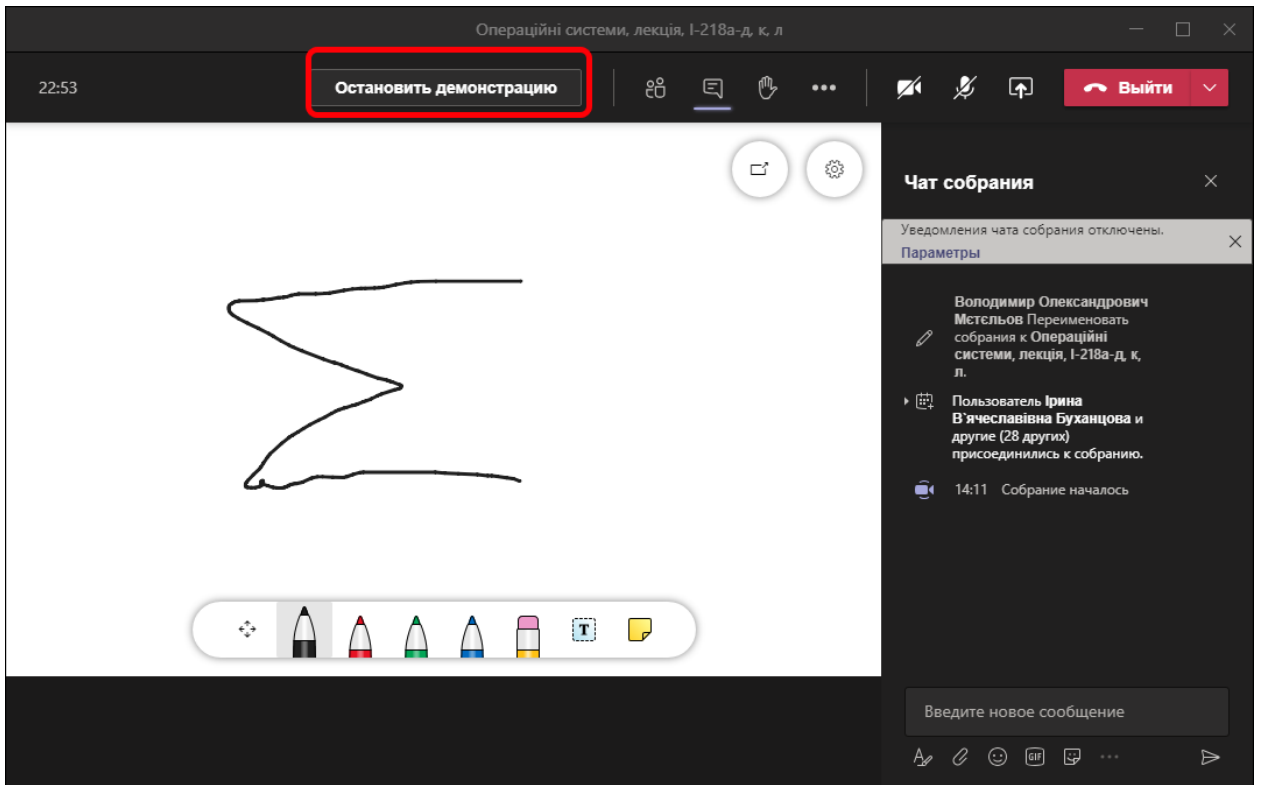 Операційні системи, лекція, І-218а-д, к, л
22:53
Остановить демонстрацию
Выйти
Чат собрания
Уведомления чата собрания отключены.
Параметры
Володимир Олександрович
Мєтєльов Переименовать
собрания к Операційні
системи, лекція, І-218а-д, к,
л.
Пользователь Ірина
В`ячеславівна Буханцова и
другие (28 других)
присоединились к собранию.
14:11 Собрание началось
T
Введите новое сообщение
GIF